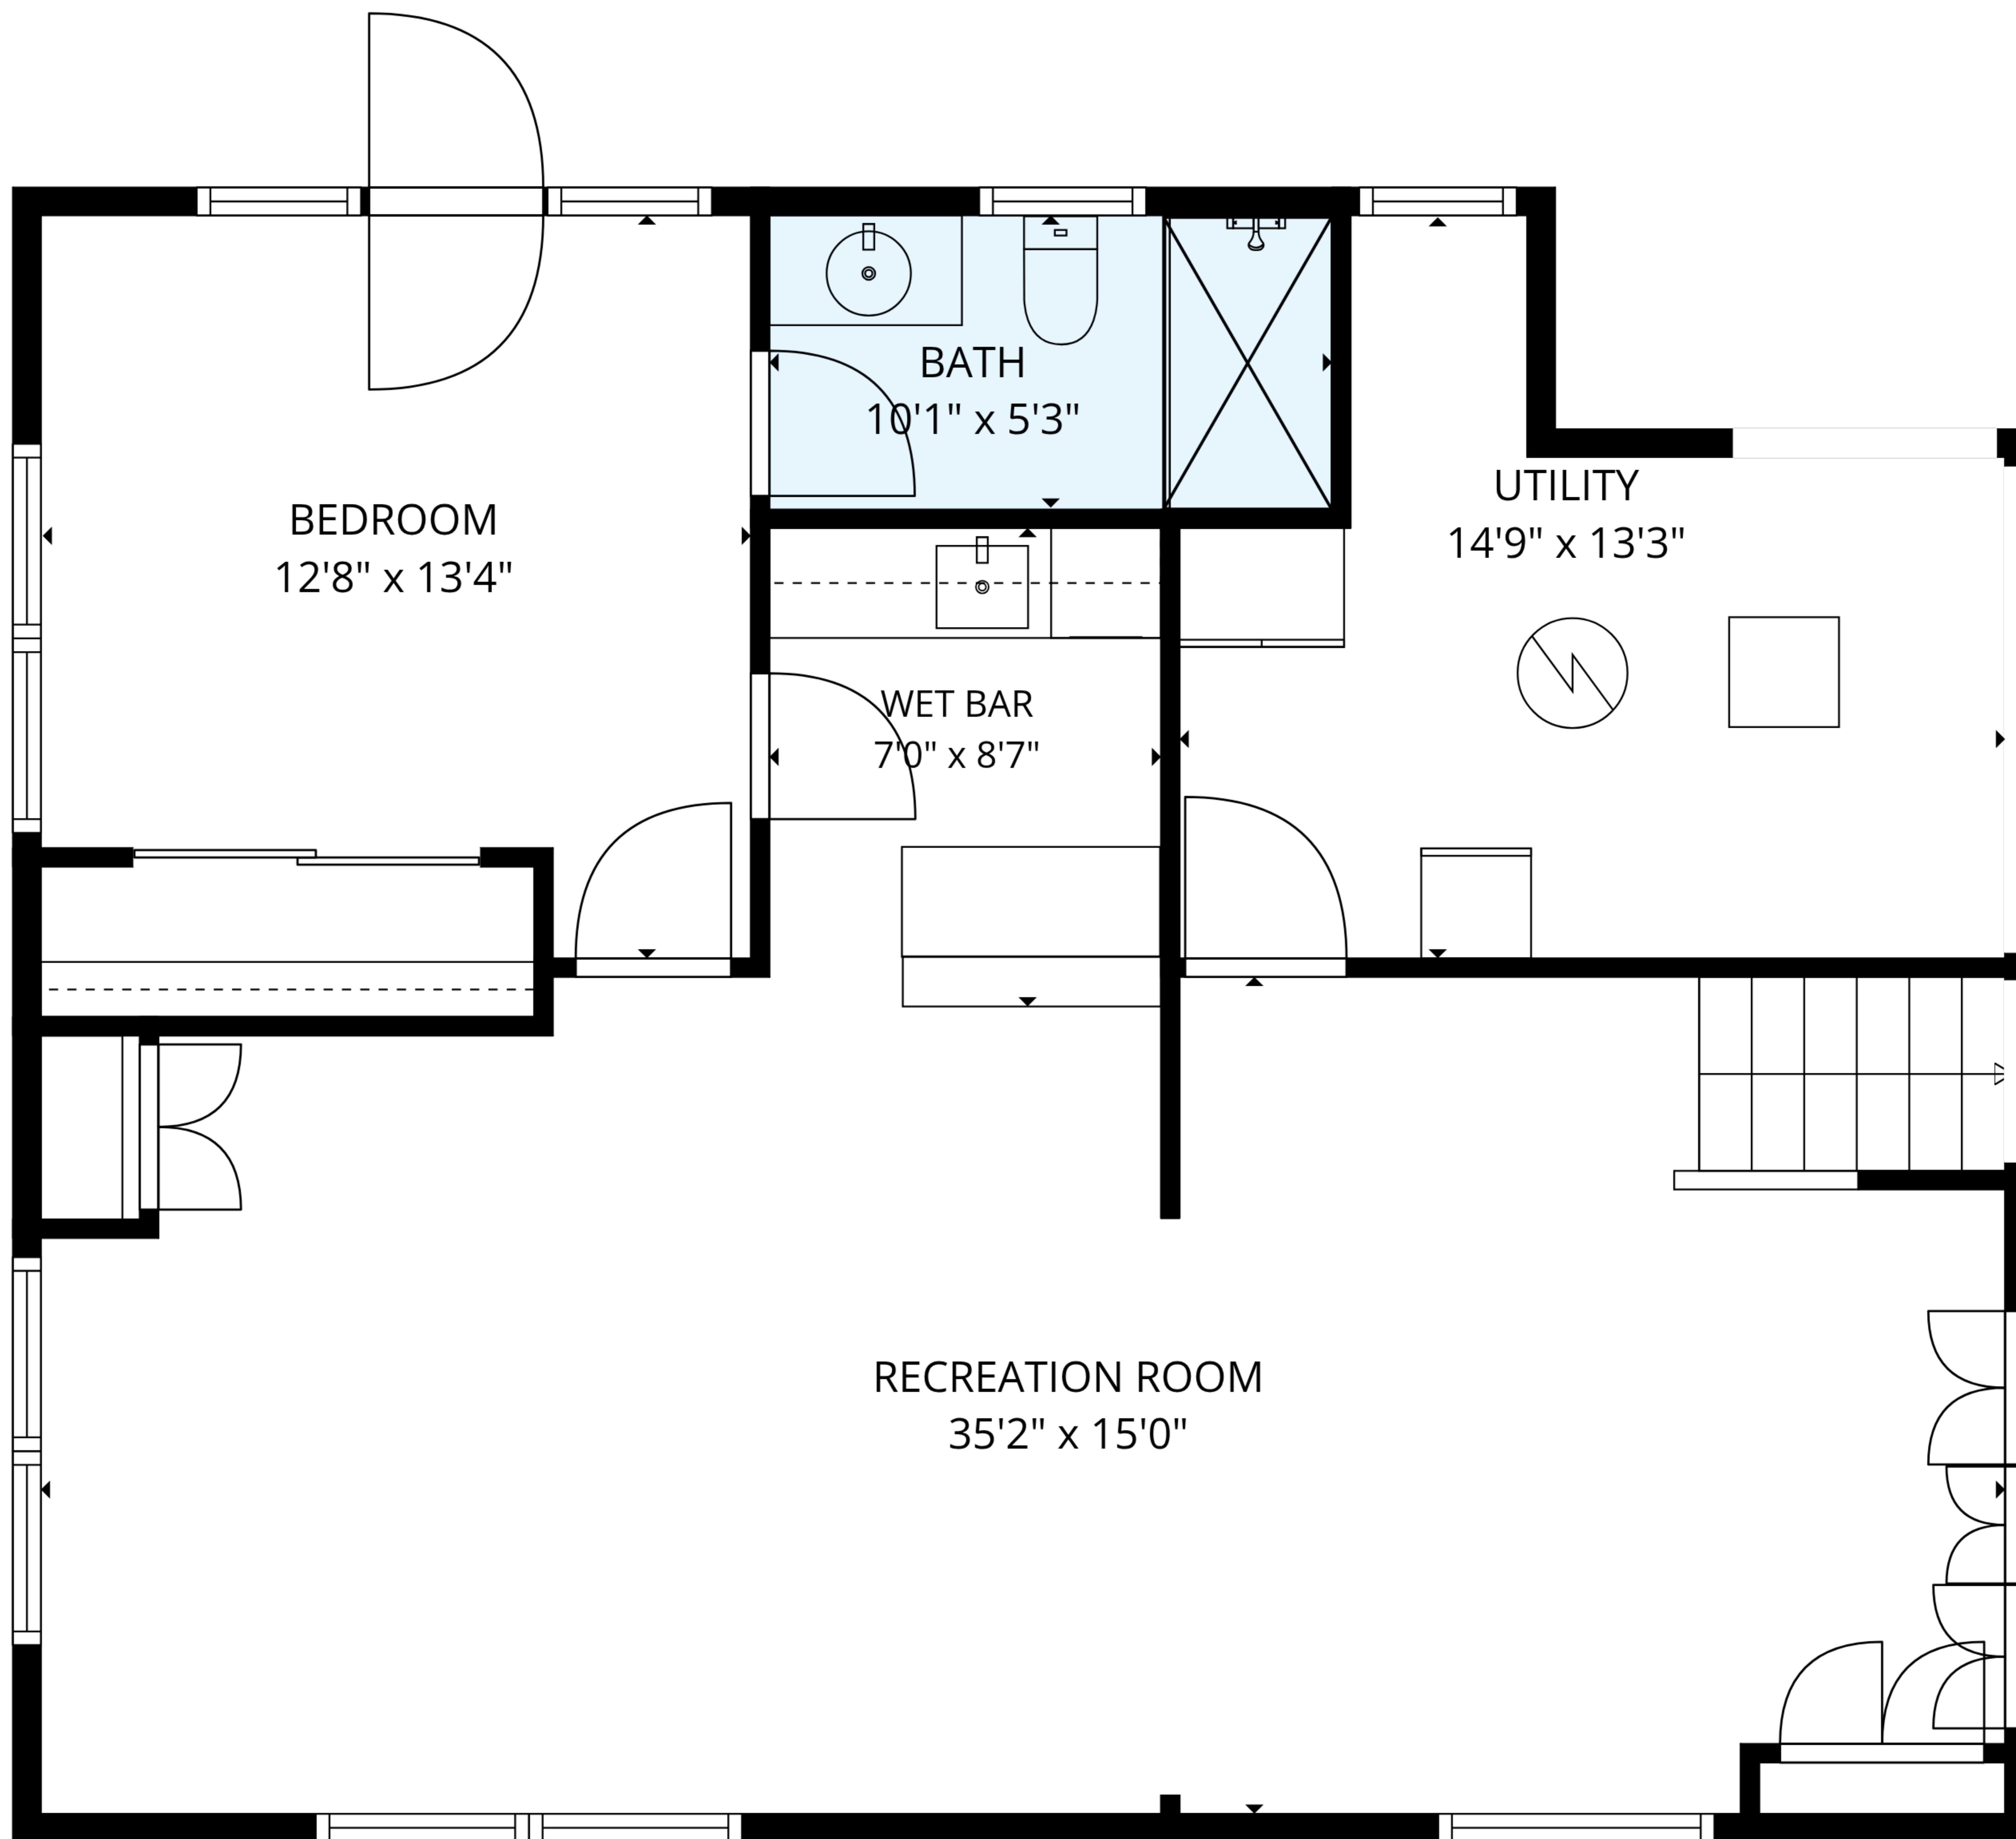 BATH
10'1" x 5'3"
UTILITY
14'9" x 13'3"
BEDROOM
12'8" x 13'4"
WET BAR
7'0" x 8'7"
RECREATION ROOM
35'2" x 15'0"